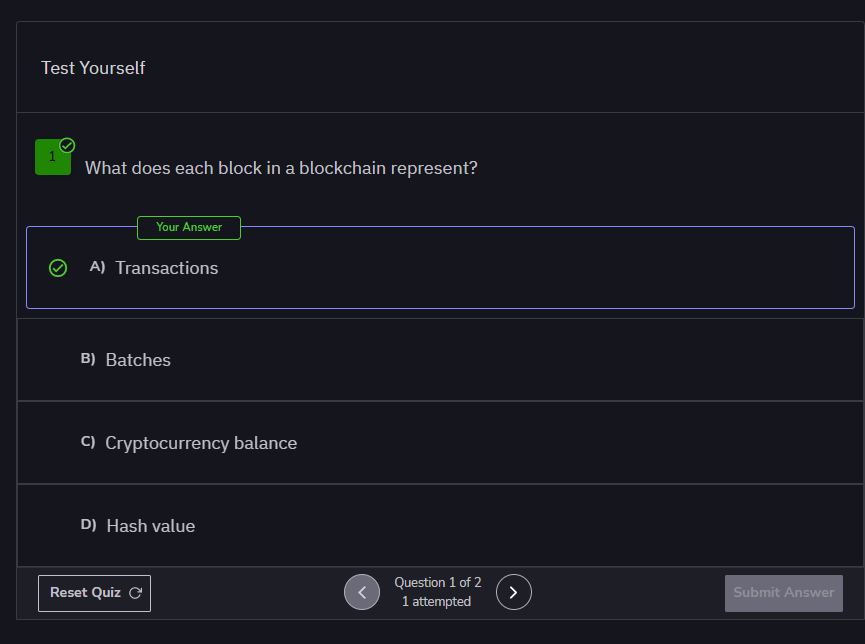 Test Yourself
1
What does each block in a blockchain represent?
Your Answer
A) Transactions
B) Batches
C) Cryptocurrency balance
D) Hash value
Reset Quiz
Question 1 of 2
1 attempted
Submit Answer